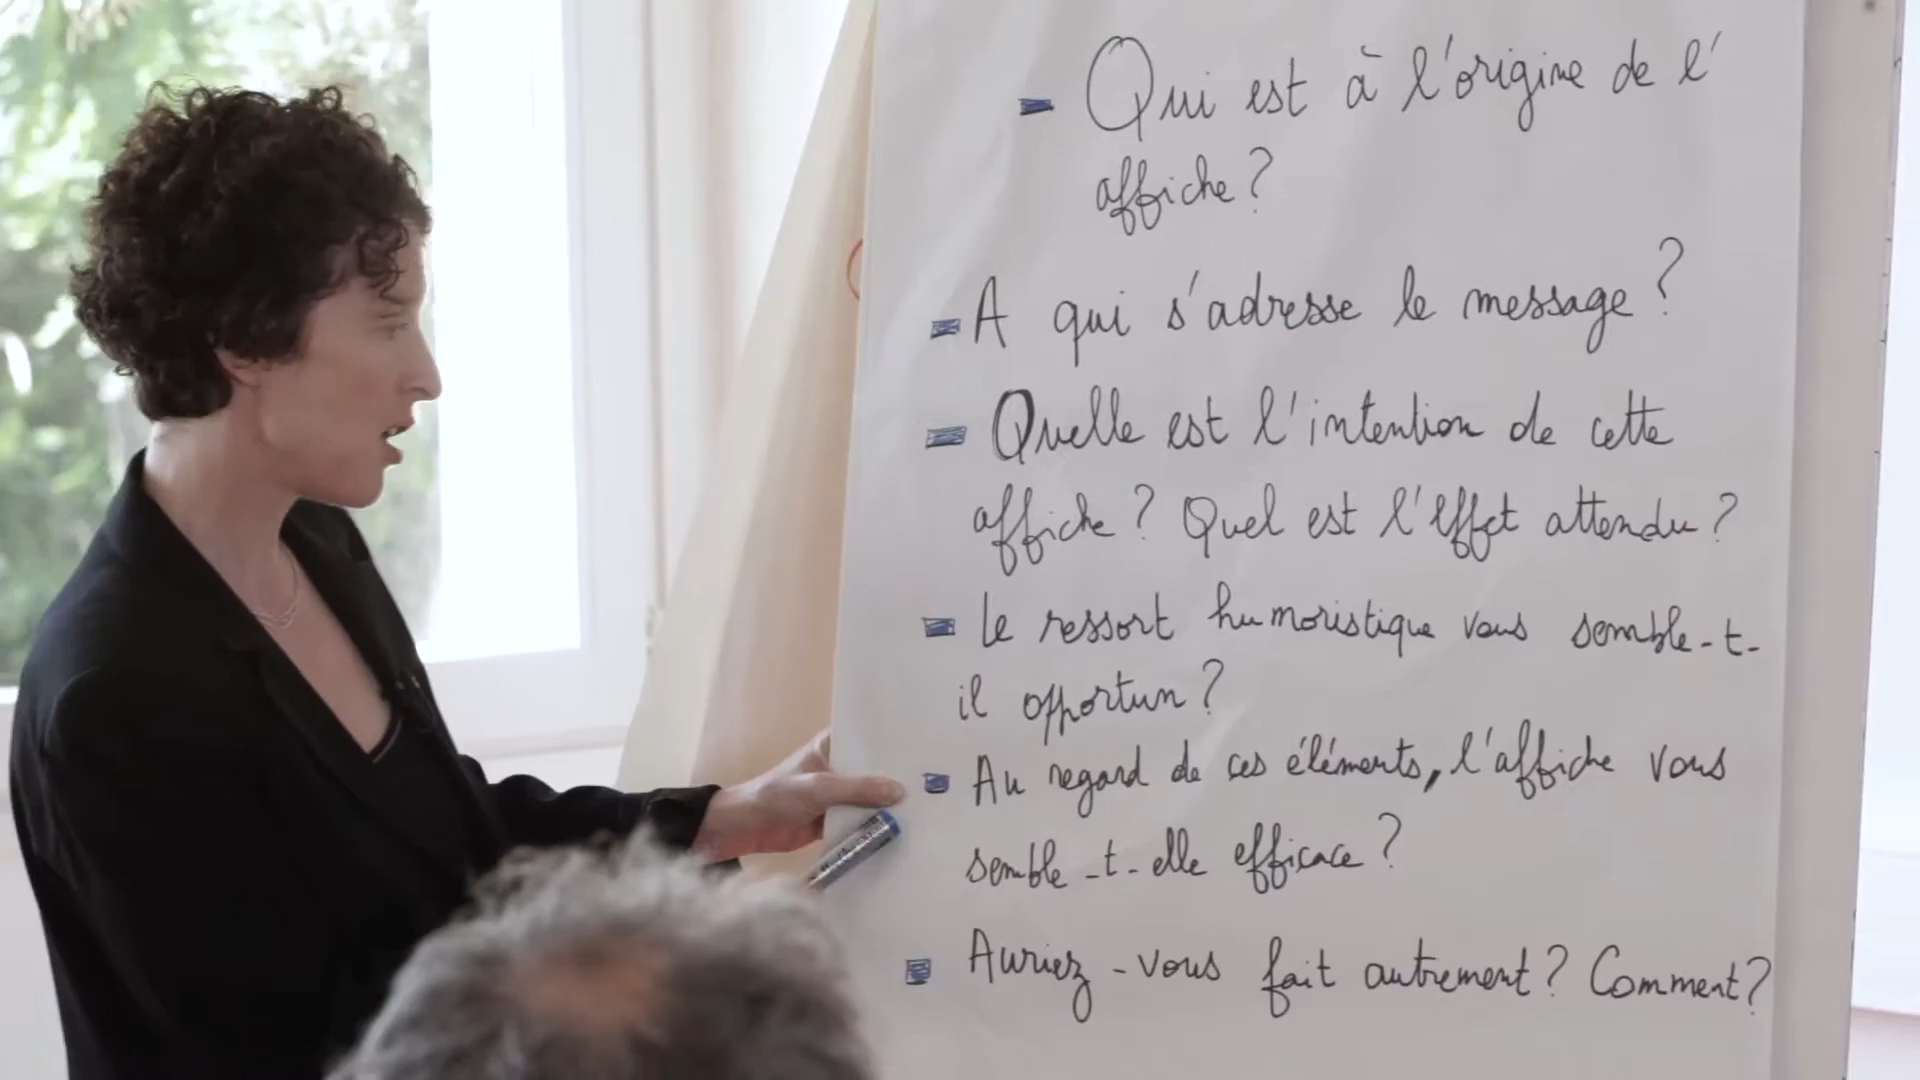 - Qui est à l'origine de l'
affiche ?
- A qui s'adresse le message ?
- Quelle est l'intention de cette
affiche ? Quel est l'effet attendu ?
- Le ressort humoristique vous semble-t-
il opportun ?
- Au regard de ces éléments, l'affiche vous
semble-t-elle efficace ?
- Auriez-vous fait autrement ? Comment ?